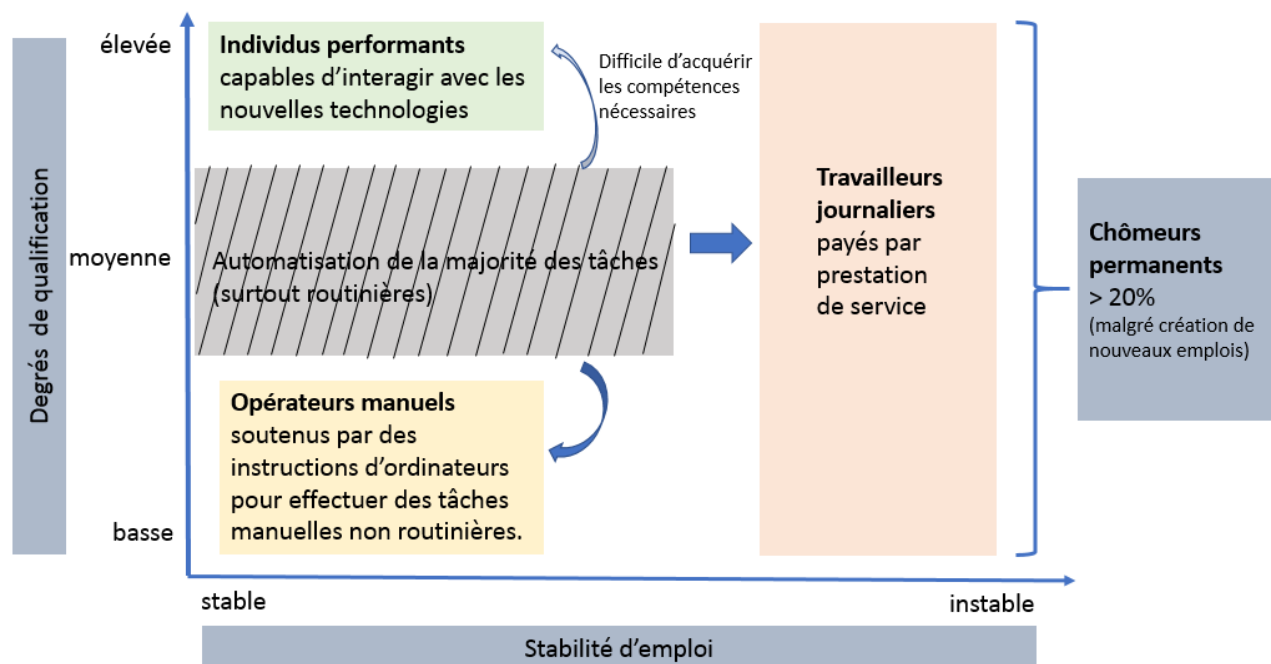 Degrés de qualification
élevée
moyenne
basse
Individus performants
capables d'interagir avec les
nouvelles technologies
Difficile d'acquérir
les compétences
nécessaires
Automatisation de la majorité des tâches
(surtout routinières)
Opérateurs manuels
soutenus par des
instructions d'ordinateurs
pour effectuer des tâches
manuelles non routinières.
Travailleurs
journaliers
payés par
prestation
de service
Chômeurs
permanents
> 20%
(malgré création de
nouveaux emplois)
stable
instable
Stabilité d'emploi